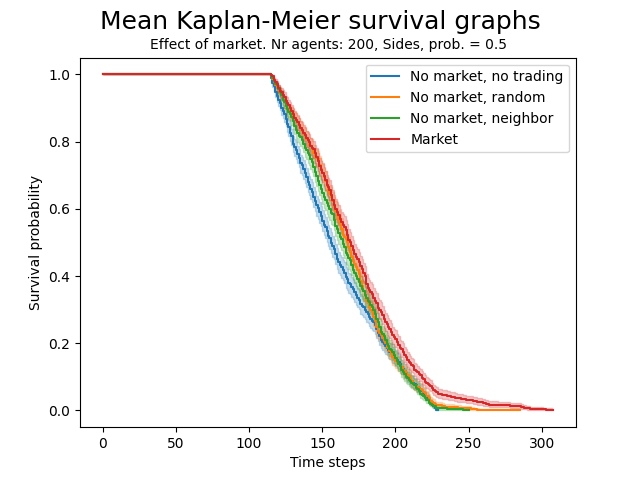 Mean Kaplan-Meier survival graphs
Effect of market. Nr agents: 200, Sides, prob. = 0.5
No market, no trading
No market, random
No market, neighbor
Market
Survival probability
1.0
0.8
0.6
0.4
0.2
0.0
0 50 100 150 200 250 300
Time steps